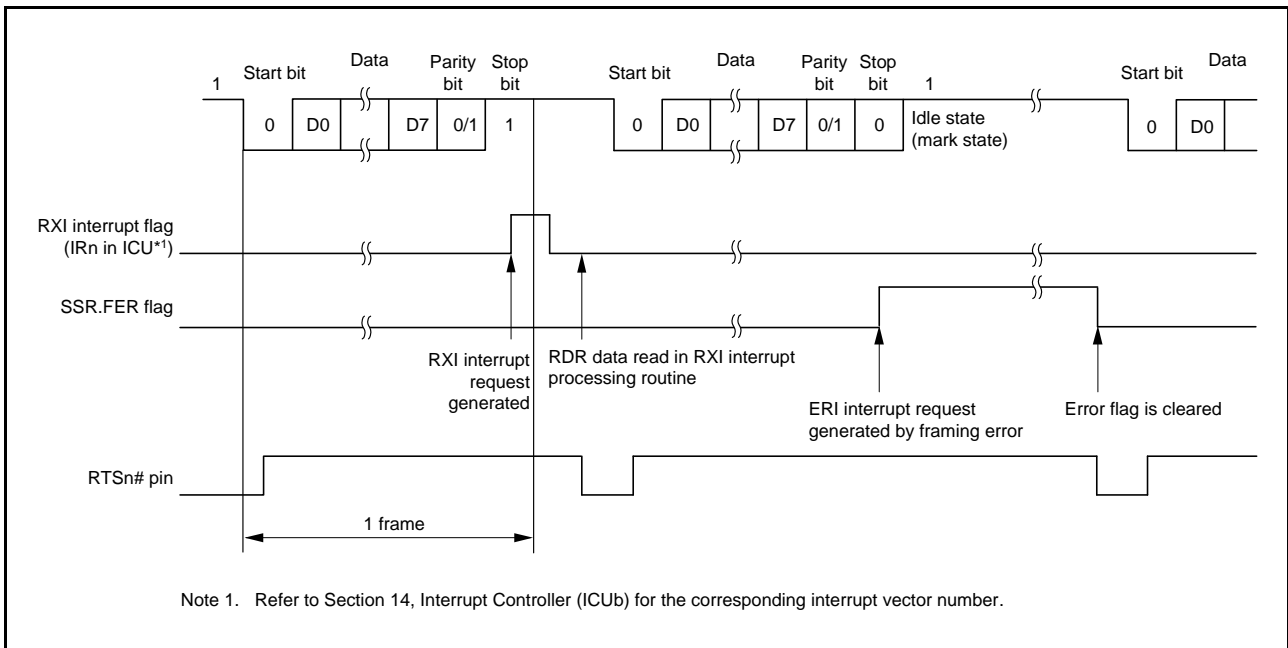 1
Start bit
Data
Parity bit
Stop bit
Start bit
Data
Parity bit
Stop bit
1
Start bit
Data
0 D0 D7 0/1 1
0 D0 D7 0/1 0
Idle state
(mark state)
0 D0
RXI interrupt flag
(IRn in ICU*1)
SSR.FER flag
RXI interrupt
request
generated
RDR data read in RXI interrupt
processing routine
ERI interrupt request
generated by framing error
Error flag is cleared
RTSn# pin
1 frame
Note 1. Refer to Section 14, Interrupt Controller (ICUb) for the corresponding interrupt vector number.